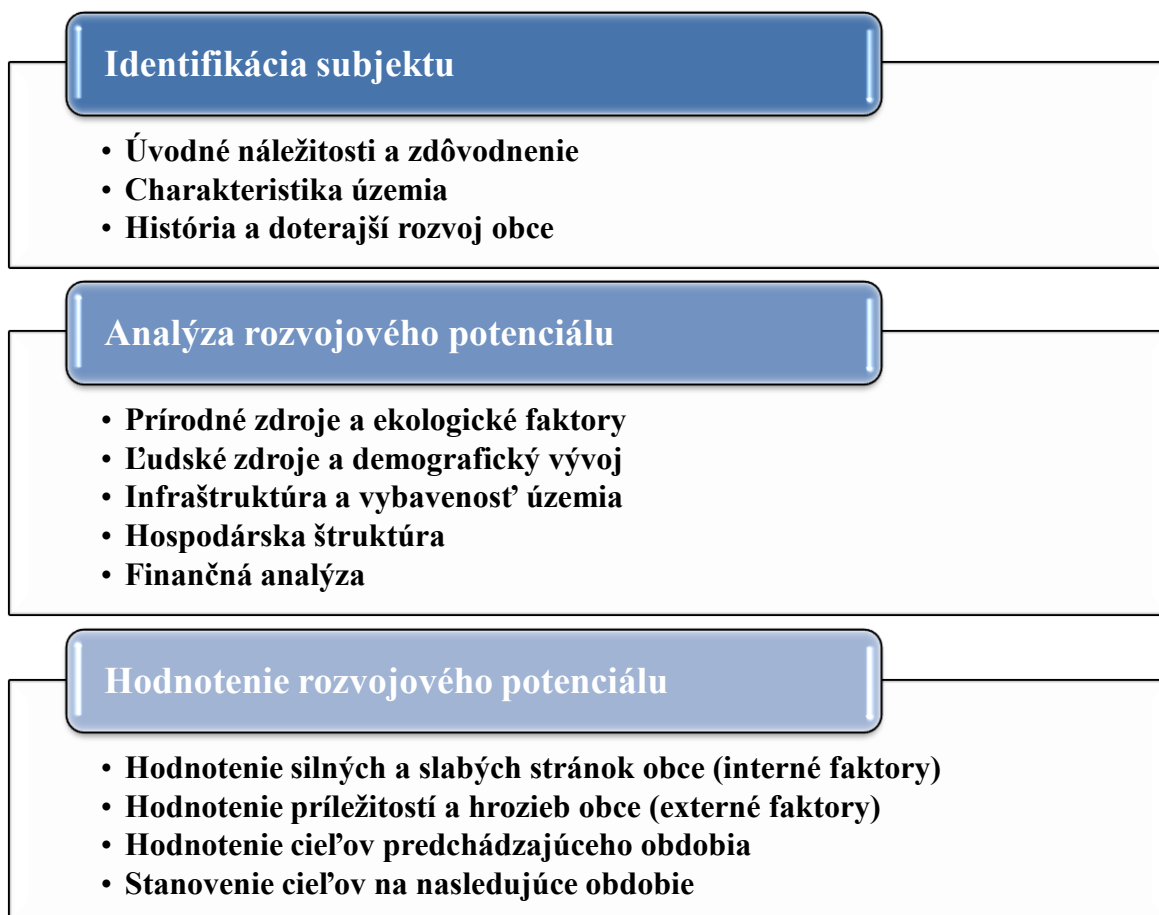 Identifikácia subjektu
• Úvodné náležitosti a zdôvodnenie
• Charakteristika územia
• História a doterajší rozvoj obce
Analýza rozvojového potenciálu
• Prírodné zdroje a ekologické faktory
• Ľudské zdroje a demografický vývoj
• Infraštruktúra a vybavenosť územia
• Hospodárska štruktúra
• Finančná analýza
Hodnotenie rozvojového potenciálu
• Hodnotenie silných a slabých stránok obce (interné faktory)
• Hodnotenie príležitostí a hrozieb obce (externé faktory)
• Hodnotenie cieľov predchádzajúceho obdobia
• Stanovenie cieľov na nasledujúce obdobie